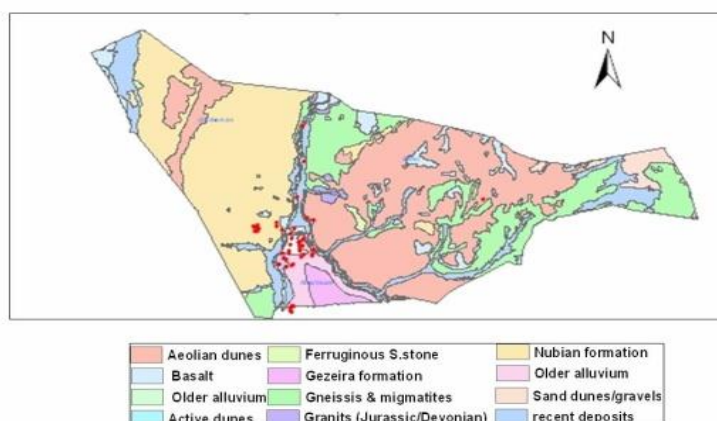 N
Aeolian dunes Ferruginous S.stone Nubian formation
Basalt Gezeira formation Older alluvium
Older alluvium Gneissis & migmatites Sand dunes/gravels
Active dunes Granits (Jurassic/Devonian) recent deposits